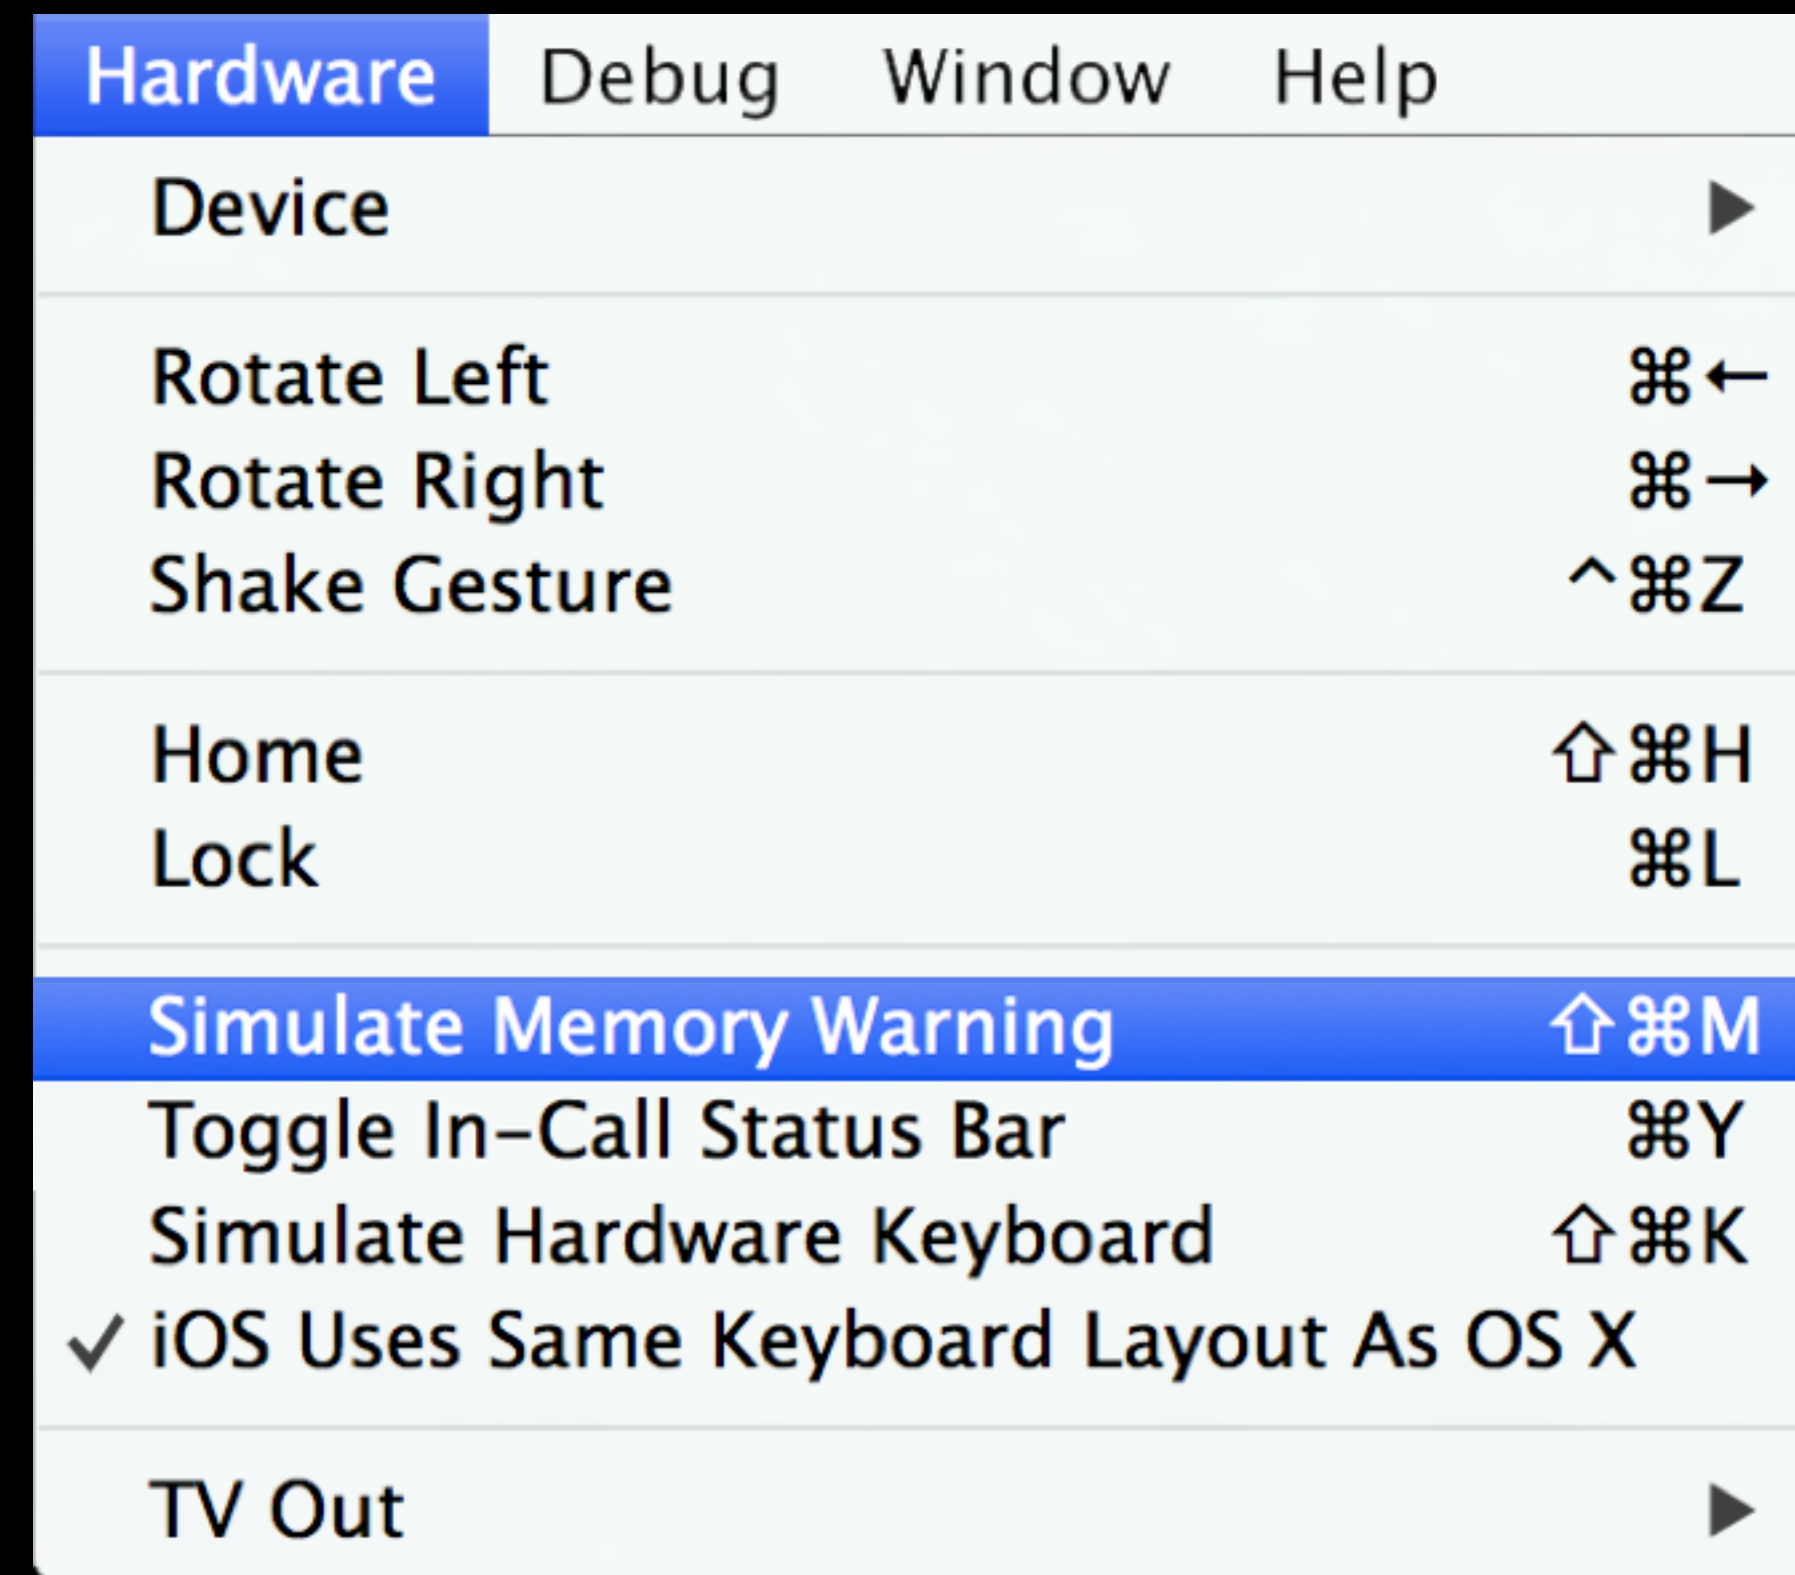 Hardware Debug Window Help
Device ▶
Rotate Left ⌘←
Rotate Right ⌘→
Shake Gesture ^⌘Z
Home ⇧⌘H
Lock ⌘L
Simulate Memory Warning ⇧⌘M
Toggle In-Call Status Bar ⌘Y
Simulate Hardware Keyboard ⇧⌘K
✓ iOS Uses Same Keyboard Layout As OS X
TV Out ▶